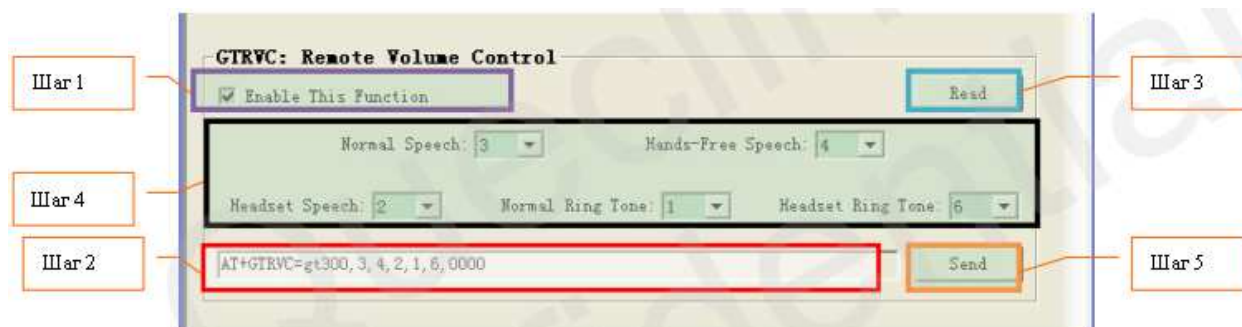 GTRVC: Remote Volume Control
Шаг 1
Enable This Function
Read
Шаг 3
Normal Speech: 3
Hands-Free Speech: 4
Шаг 4
Headset Speech: 2
Normal Ring Tone: 1
Headset Ring Tone: 6
Шаг 2
AT+GTRVC=gt300,3,4,2,1,6,0000
Send
Шаг 5